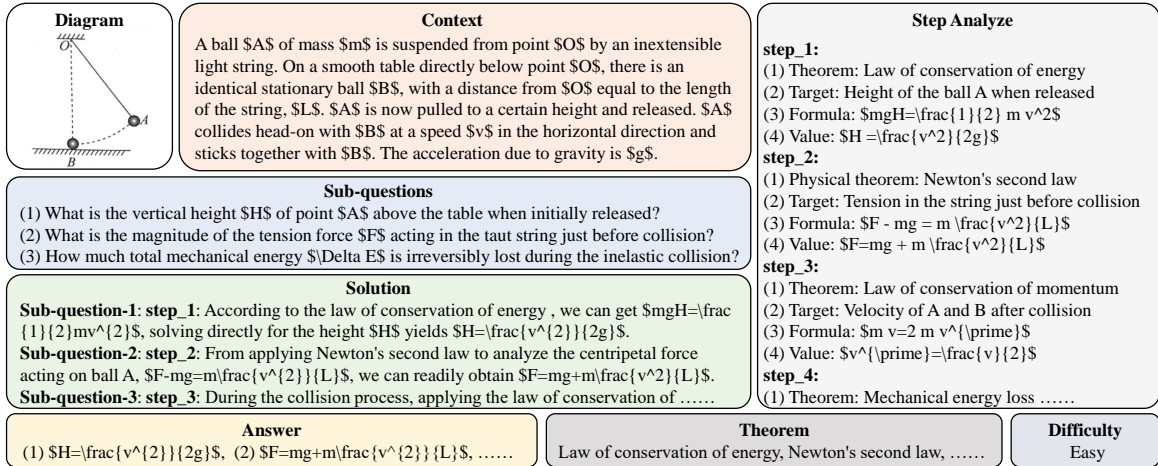 Diagram
O
A
B
Context
A ball $A$ of mass $m$ is suspended from point $O$ by an inextensible
light string. On a smooth table directly below point $O$, there is an
identical stationary ball $B$, with a distance from $O$ equal to the length
of the string, $L$. $A$ is now pulled to a certain height and released. $A$
collides head-on with $B$ at a speed $v$ in the horizontal direction and
sticks together with $B$. The acceleration due to gravity is $g$.
Sub-questions
(1) What is the vertical height $H$ of point $A$ above the table when initially released?
(2) What is the magnitude of the tension force $F$ acting in the taut string just before collision?
(3) How much total mechanical energy $\Delta E$ is irreversibly lost during the inelastic collision?
Solution
Sub-question-1: step_1: According to the law of conservation of energy , we can get $mgH=\frac
{1}{2}mv^{2}$, solving directly for the height $H$ yields $H=\frac{v^{2}}{2g}$.
Sub-question-2: step_2: From applying Newton's second law to analyze the centripetal force
acting on ball A, $F-mg=m\frac{v^{2}}{L}$, we can readily obtain $F=mg+m\frac{v^2}{L}$.
Sub-question-3: step_3: During the collision process, applying the law of conservation of ……
Step Analyze
step_1:
(1) Theorem: Law of conservation of energy
(2) Target: Height of the ball A when released
(3) Formula: $mgH=\frac{1}{2} m v^2$
(4) Value: $H =\frac{v^2}{2g}$
step_2:
(1) Physical theorem: Newton's second law
(2) Target: Tension in the string before collision
(3) Formula: $F - mg = m \frac{v^2}{L}$
(4) Value: $F=mg + m \frac{v^2}{L}$
step_3:
(1) Theorem: Law of conservation of momentum
(2) Target: Velocity of A and B after collision
(3) Formula: $m v=2 m v^{\prime}$
(4) Value: $v^{\prime}=\frac{v}{2}$
step_4:
(1) Theorem: Mechanical energy loss ……
Answer
(1) $H=\frac{v^{2}}{2g}$, (2) $F=mg+m\frac{v^{2}}{L}$, ……
Theorem
Law of conservation of energy, Newton's second law, ……
Difficulty
Easy